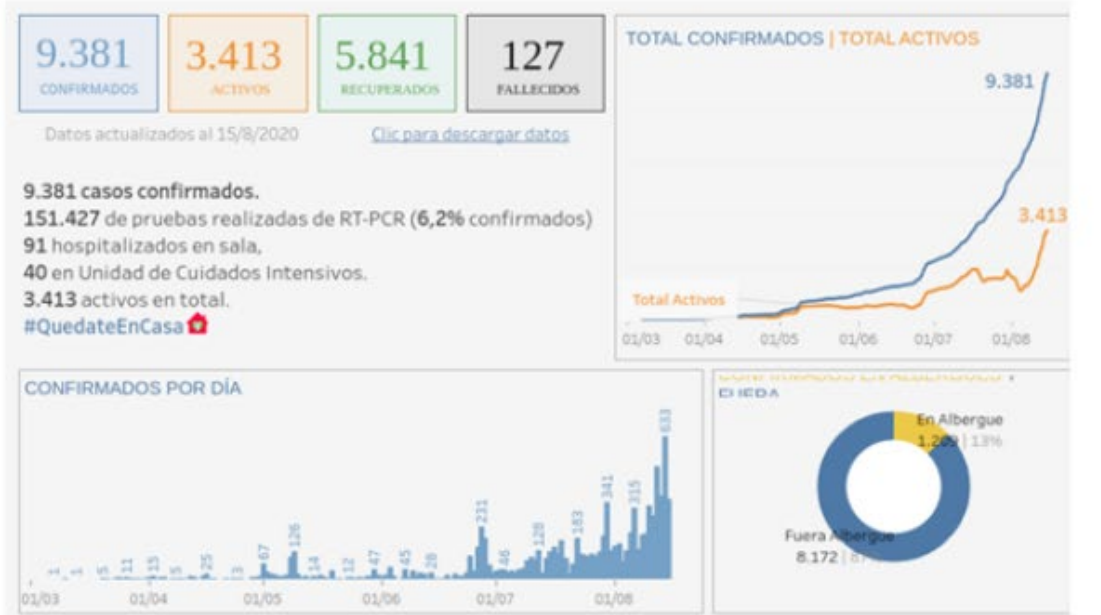 9.381
CONFIRMADOS
3.413
ACTIVOS
5.841
RECUPERADOS
127
FALLECIDOS
Datos actualizados al 15/8/2020
Clic para descargar datos
9.381 casos confirmados.
151.427 de pruebas realizadas de RT-PCR (6,2% confirmados)
91 hospitalizados en sala,
40 en Unidad de Cuidados Intensivos.
3.413 activos en total.
#QuedateEnCasa
TOTAL CONFIRMADOS | TOTAL ACTIVOS
9.381
3.413
Total Activos
01/03 01/04 01/05 01/06 01/07 01/08
CONFIRMADOS POR DÍA
1 1 5 11 15 5 25 3 67 126 14 12 47 45 28 231 46 128 183 341 315 633
01/03 01/04 01/05 01/06 01/07 01/08
FUERA
En Albergue
1.209 | 13%
Fuera Albergue
8.172 |